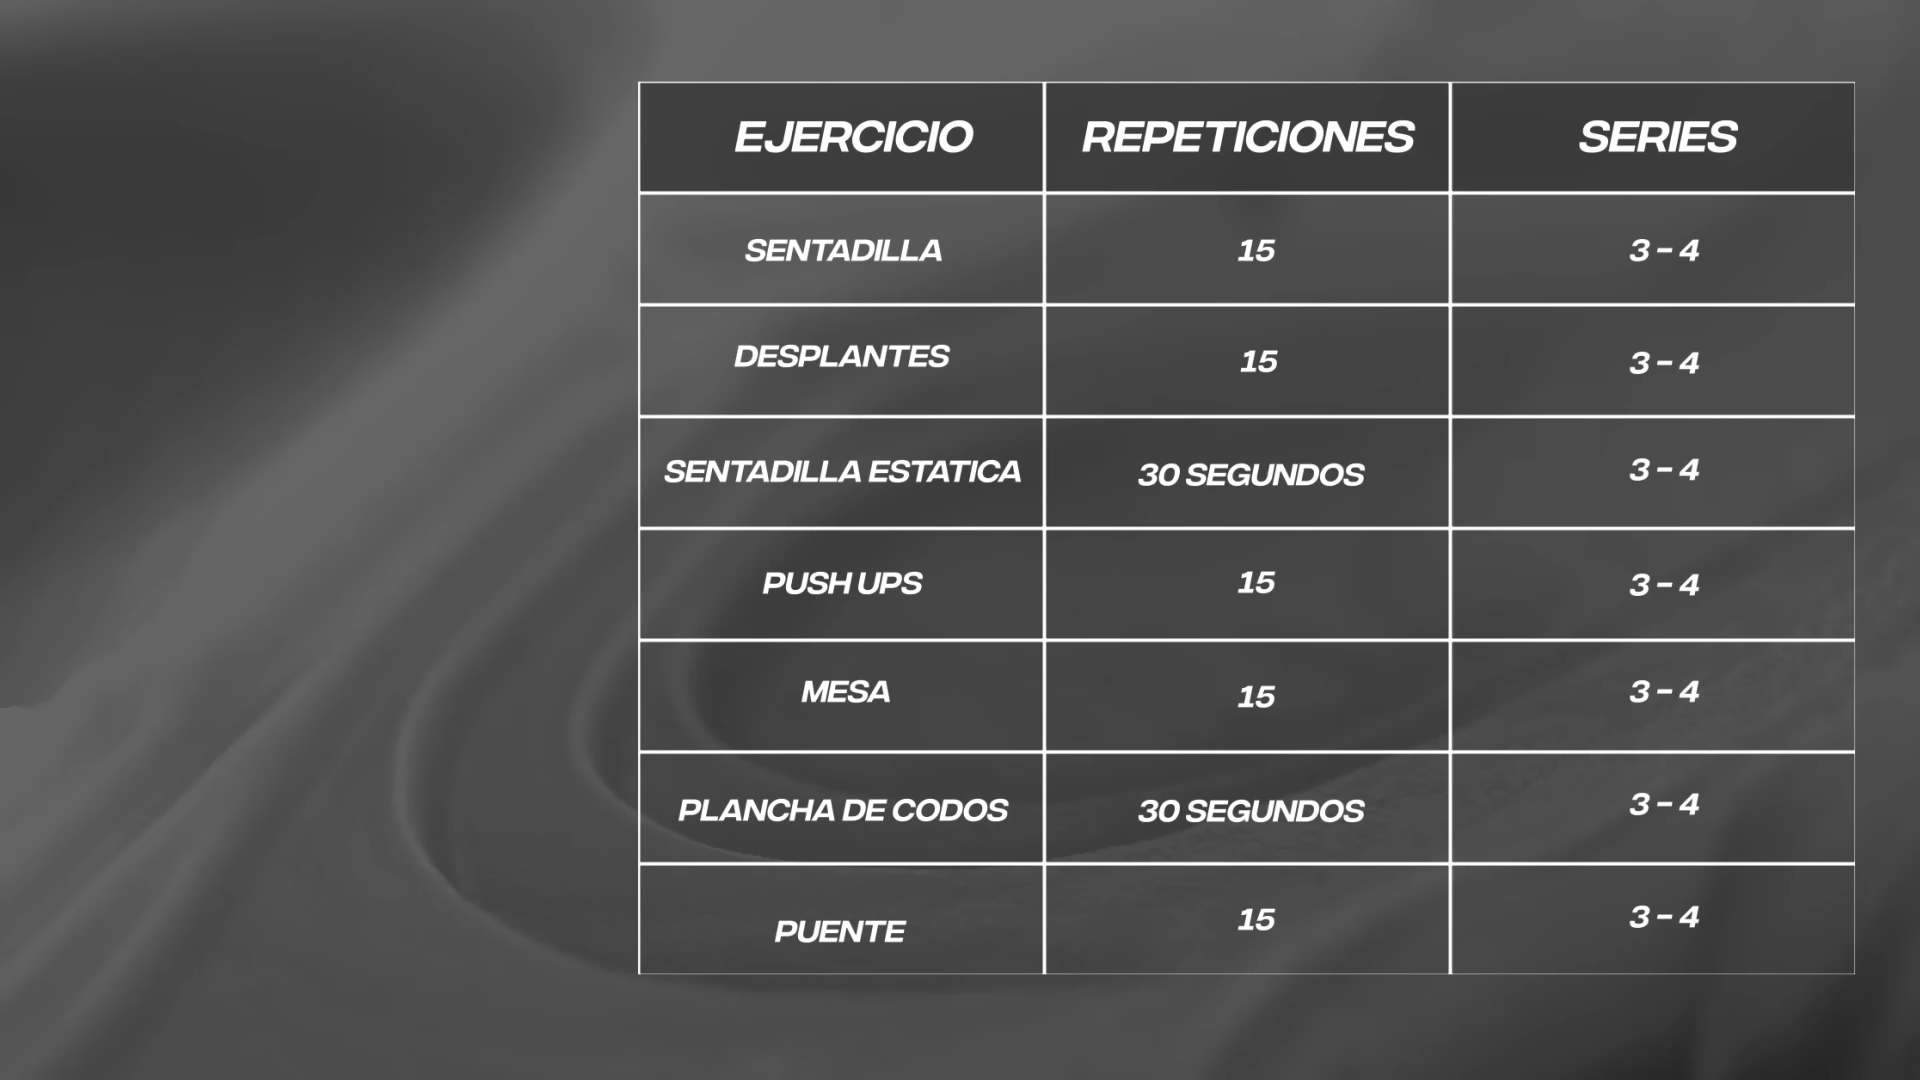 EJERCICIO REPETICIONES SERIES
SENTADILLA 15 3 - 4
DESPLANTES 15 3 - 4
SENTADILLA ESTATICA 30 SEGUNDOS 3 - 4
PUSH UPS 15 3 - 4
MESA 15 3 - 4
PLANCHA DE CODOS 30 SEGUNDOS 3 - 4
PUENTE 15 3 - 4